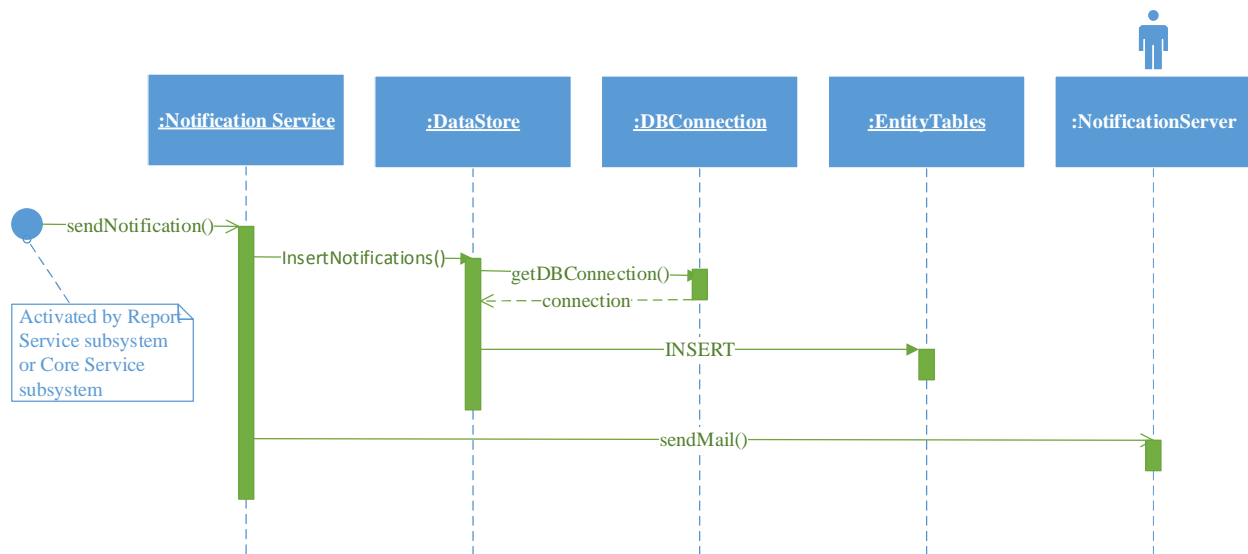 :Notification Service
:DataStore
:DBConnection
:EntityTables
:NotificationServer
sendNotification()
InsertNotifications()
getDBConnection()
connection
Activated by Report
Service subsystem
or Core Service
subsystem
INSERT
sendMail()